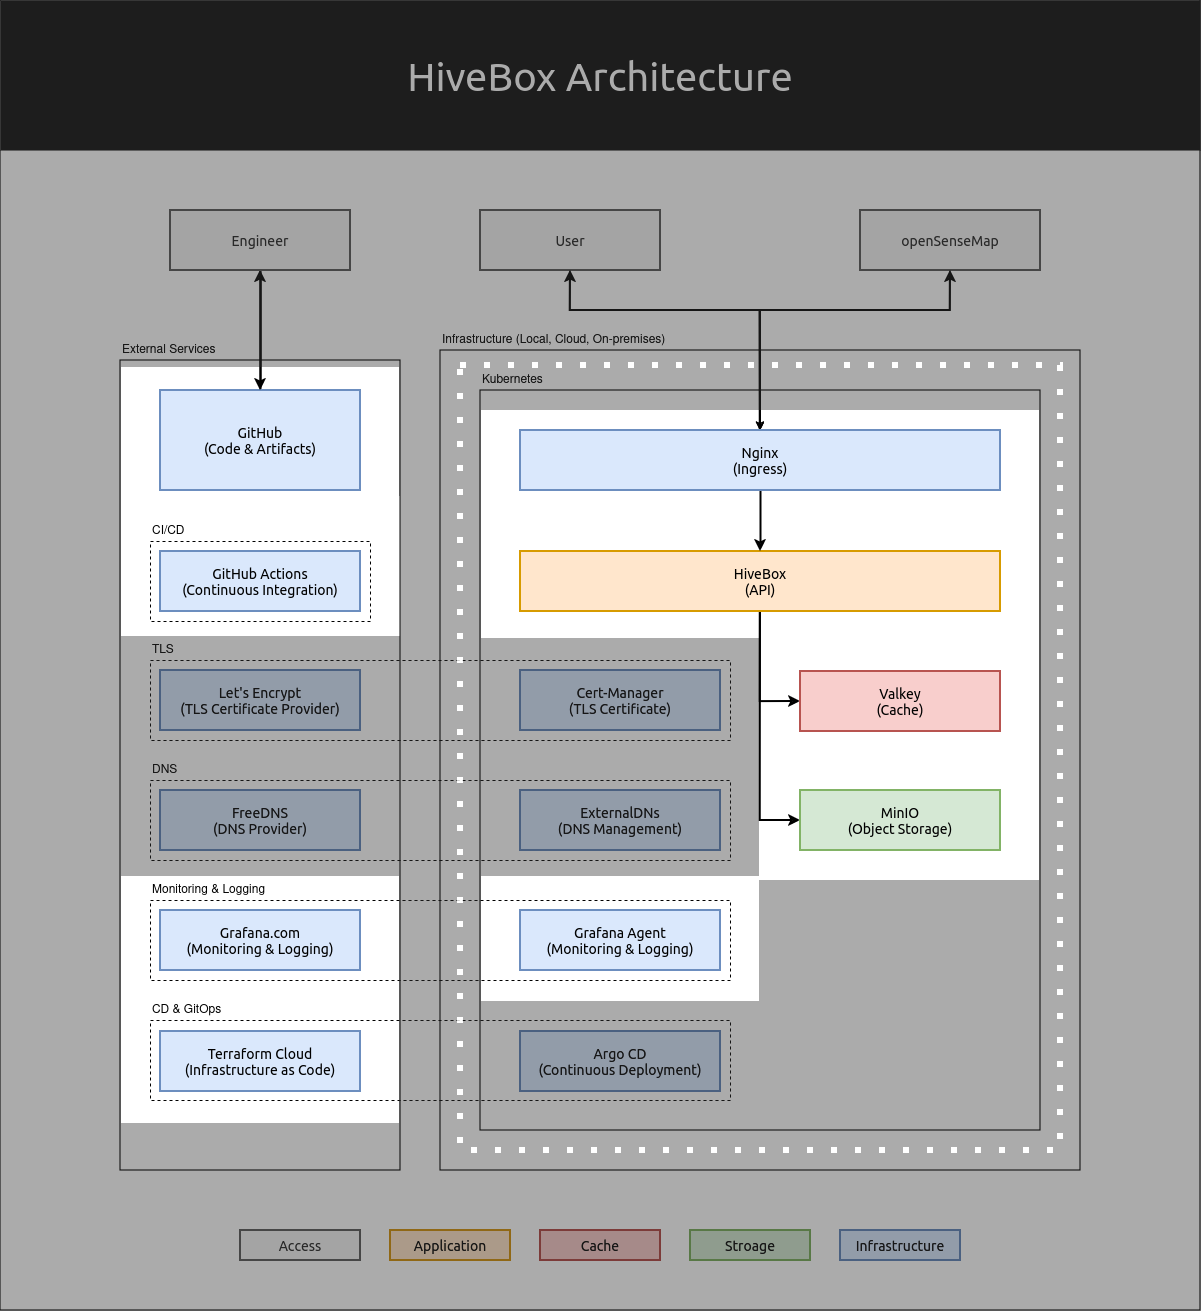 HiveBox Architecture
Engineer
User
openSenseMap
External Services
Infrastructure (Local, Cloud, On-premises)
Kubernetes
GitHub
(Code & Artifacts)
Nginx
(Ingress)
CI/CD
GitHub Actions
(Continuous Integration)
HiveBox
(API)
TLS
Let's Encrypt
(TLS Certificate Provider)
Cert-Manager
(TLS Certificate)
Valkey
(Cache)
DNS
FreeDNS
(DNS Provider)
ExternalDNs
(DNS Management)
MinIO
(Object Storage)
Monitoring & Logging
Grafana.com
(Monitoring & Logging)
Grafana Agent
(Monitoring & Logging)
CD & GitOps
Terraform Cloud
(Infrastructure as Code)
Argo CD
(Continuous Deployment)
Access
Application
Cache
Stroage
Infrastructure